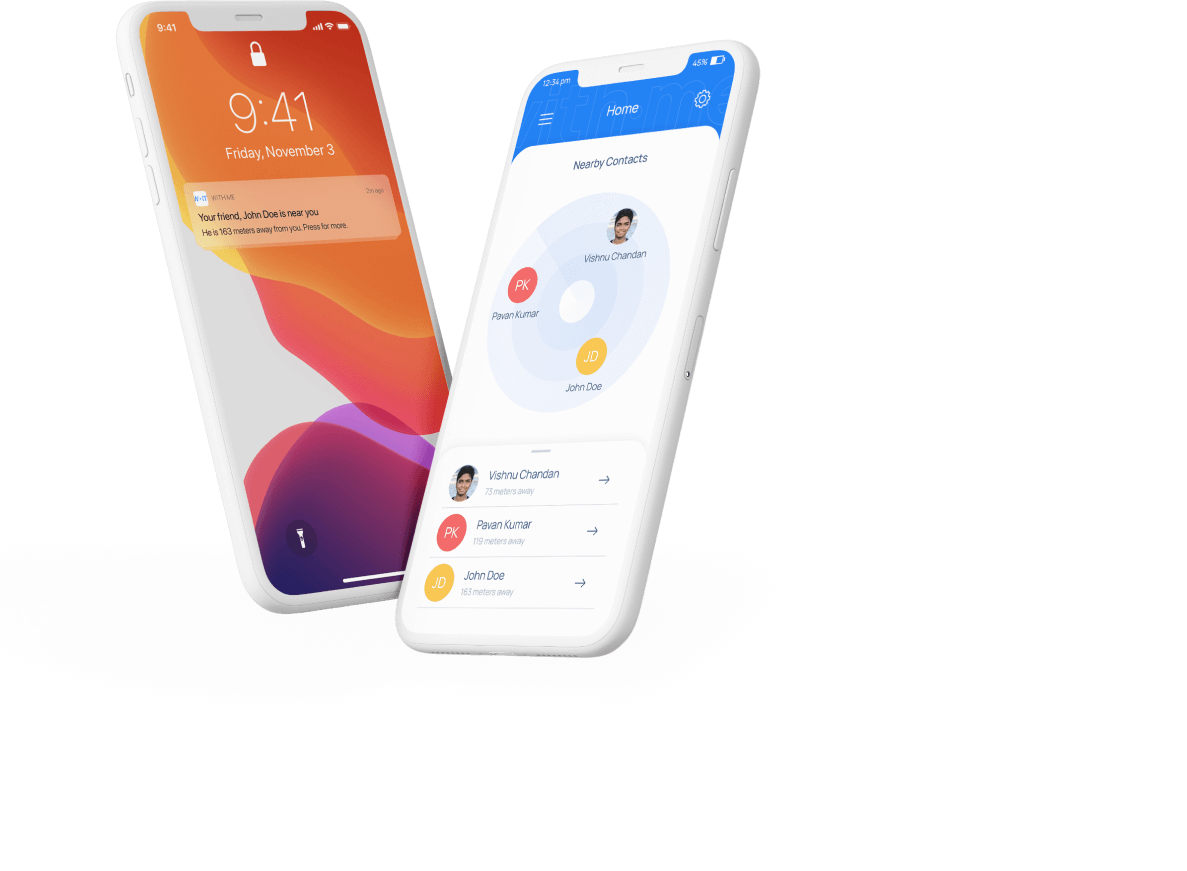 9:41
9:41
Friday, November 3
WITH ME
2m ago
Your friend, John Doe is near you
He is 163 meters away from you. Press for more.
12:34 pm
45%
Home
Nearby Contacts
Vishnu Chandan
PK
Pavan Kumar
JD
John Doe
Vishnu Chandan
73 meters away
PK
Pavan Kumar
119 meters away
JD
John Doe
163 meters away